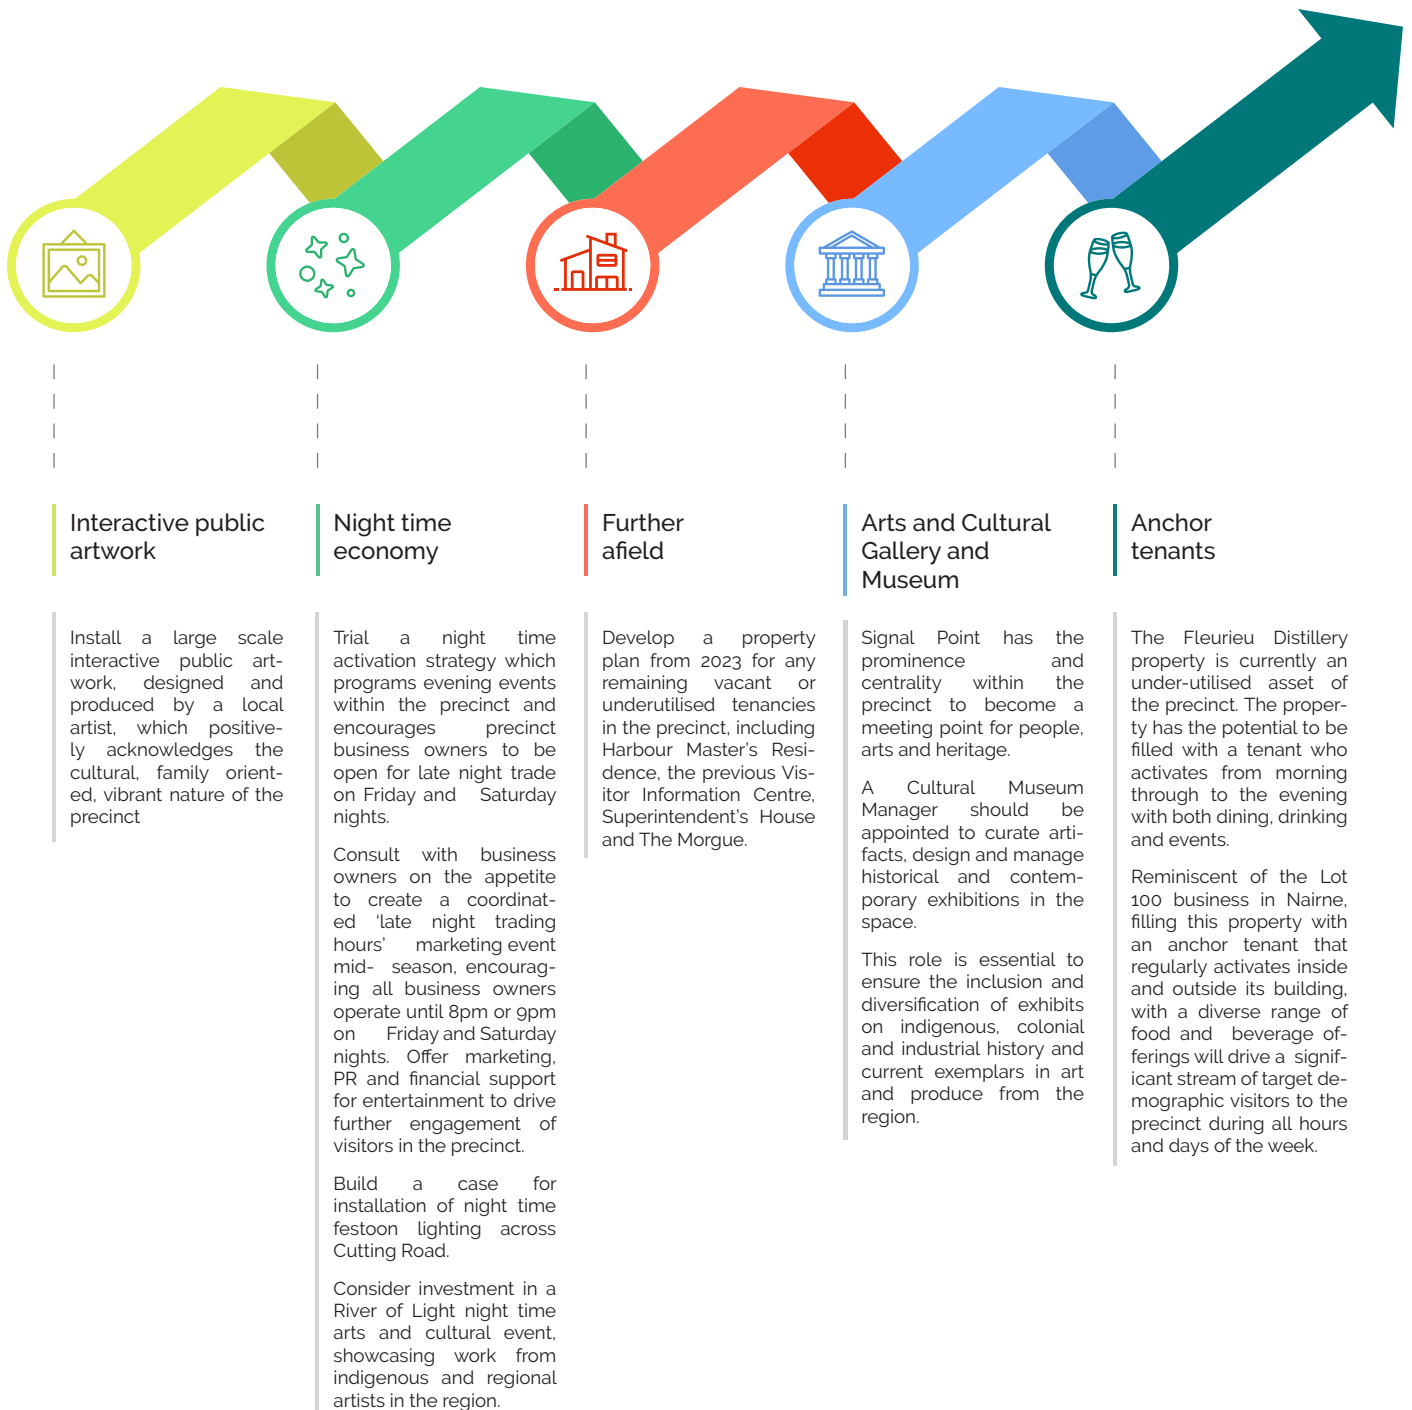 Interactive public
artwork
Install a large scale
interactive public art-
work, designed and
produced by a local
artist, which positive-
ly acknowledges the
cultural, family orient-
ed, vibrant nature of the
precinct
Night time
economy
Trial a night time
activation strategy which
programs evening events
within the precinct and
encourages precinct
business owners to be
open for late night trade
on Friday and Saturday
nights.
Consult with business
owners on the appetite
to create a coordinat-
ed ‘late night trading
hours’ marketing event
mid- season, encourag-
ing all business owners
operate until 8pm or 9pm
on Friday and Saturday
nights. Offer marketing,
PR and financial support
for entertainment to drive
further engagement of
visitors in the precinct.
Build a case for
installation of night time
festoon lighting across
Cutting Road.
Consider investment in a
River of Light night time
arts and cultural event,
showcasing work from
indigenous and regional
artists in the region.
Further
afield
Develop a property
plan from 2023 for any
remaining vacant or
underutilised tenancies
in the precinct, including
Harbour Master’s Resi-
dence, the previous Vis-
itor Information Centre,
Superintendent’s House
and The Morgue.
Arts and Cultural
Gallery and
Museum
Signal Point has the
prominence and
centrality within the
precinct to become a
meeting point for people,
arts and heritage.
A Cultural Museum
Manager should be
appointed to curate arti-
facts, design and manage
historical and contem-
porary exhibitions in the
space.
This role is essential to
ensure the inclusion and
diversification of exhibits
on indigenous, colonial
and industrial history and
current exemplars in art
and produce from the
region.
Anchor
tenants
The Fleurieu Distillery
property is currently an
under-utilised asset of
the precinct. The proper-
ty has the potential to be
filled with a tenant who
activates from morning
through to the evening
with both dining, drinking
and events.
Reminiscent of the Lot
100 business in Nairne,
filling this property with
an anchor tenant that
regularly activates inside
and outside its building,
with a diverse range of
food and beverage of-
ferings will drive a signif-
icant stream of target de-
mographic visitors to the
precinct during all hours
and days of the week.